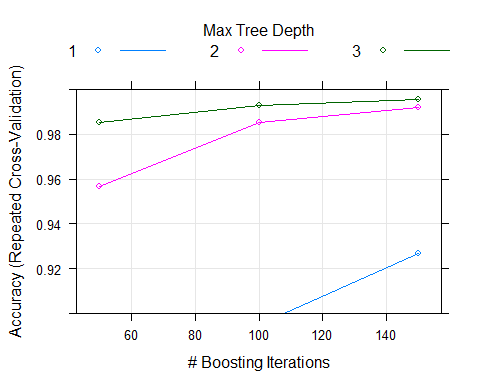 Max Tree Depth
1 2 3
Accuracy (Repeated Cross-Validation)
0.98
0.96
0.94
0.92
60 80 100 120 140
# Boosting Iterations